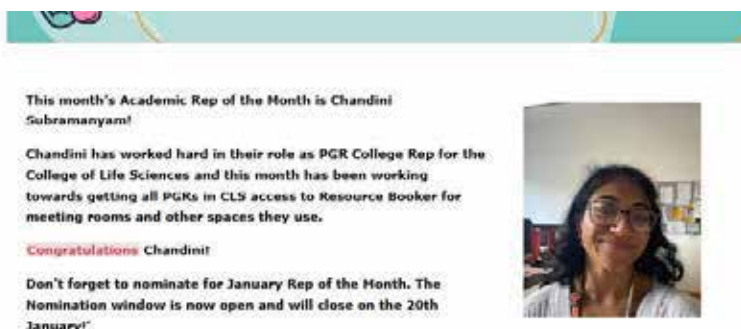 This month's Academic Rep of the Month is Chandini
Subramanyam!
Chandini has worked hard in their role as PGR College Rep for the
College of Life Sciences and this month has been working
towards getting all PGRs in CLS access to Resource Booker for
meeting rooms and other spaces they use.
Congratulations Chandini!
Don't forget to nominate for January Rep of the Month. The
Nomination window is now open and will close on the 20th
January!'